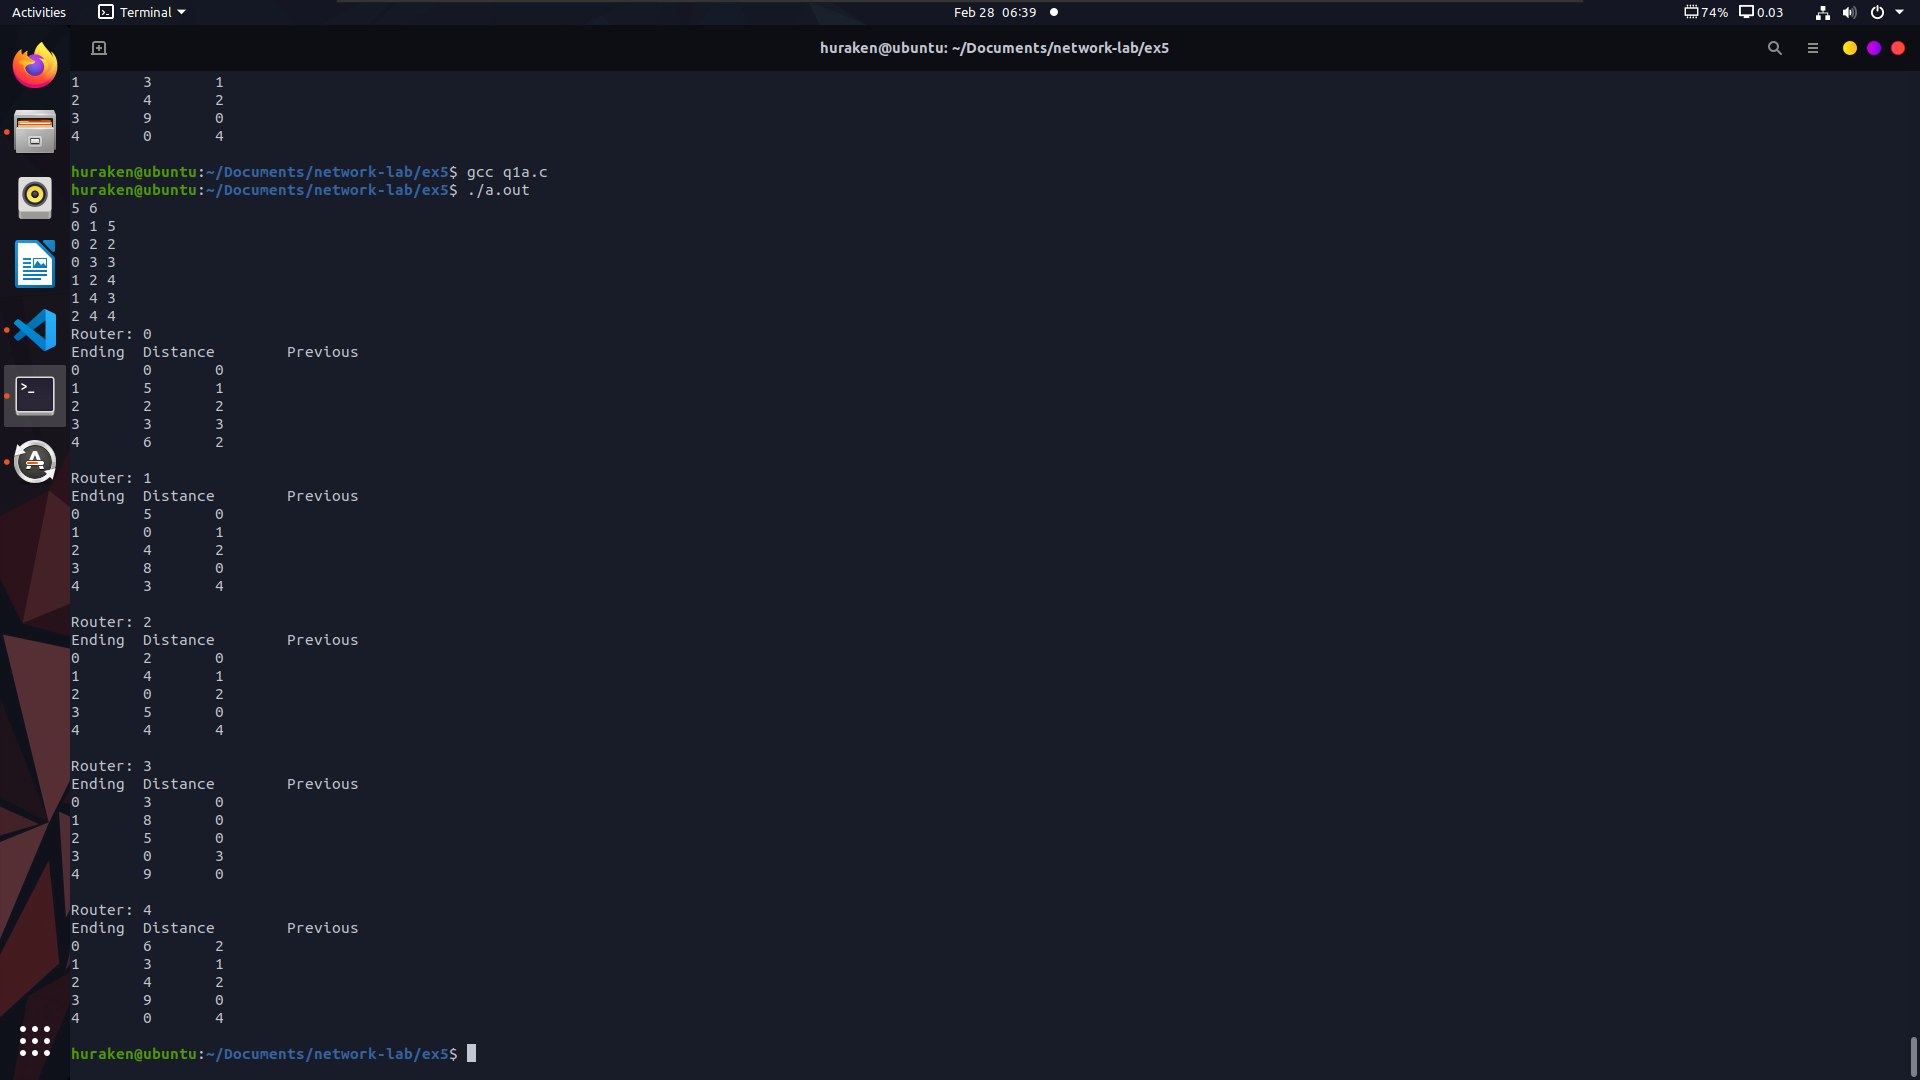 Activities Terminal Feb 28 06:39 74% 0.03
huraken@ubuntu: ~/Documents/network-lab/ex5
1 3 1
2 4 2
3 9 0
4 0 4
huraken@ubuntu:~/Documents/network-lab/ex5$ gcc q1a.c
huraken@ubuntu:~/Documents/network-lab/ex5$ ./a.out
5 6
0 1 5
0 2 2
0 3 3
1 2 4
1 4 3
2 4 4
Router: 0
Ending Distance Previous
0 0 0
1 5 1
2 2 2
3 3 3
4 6 2
Router: 1
Ending Distance Previous
0 5 0
1 0 1
2 4 2
3 8 0
4 3 4
Router: 2
Ending Distance Previous
0 2 0
1 4 1
2 0 2
3 5 0
4 4 4
Router: 3
Ending Distance Previous
0 3 0
1 8 0
2 5 0
3 0 3
4 9 0
Router: 4
Ending Distance Previous
0 6 2
1 3 1
2 4 2
3 9 0
4 0 4
huraken@ubuntu:~/Documents/network-lab/ex5$